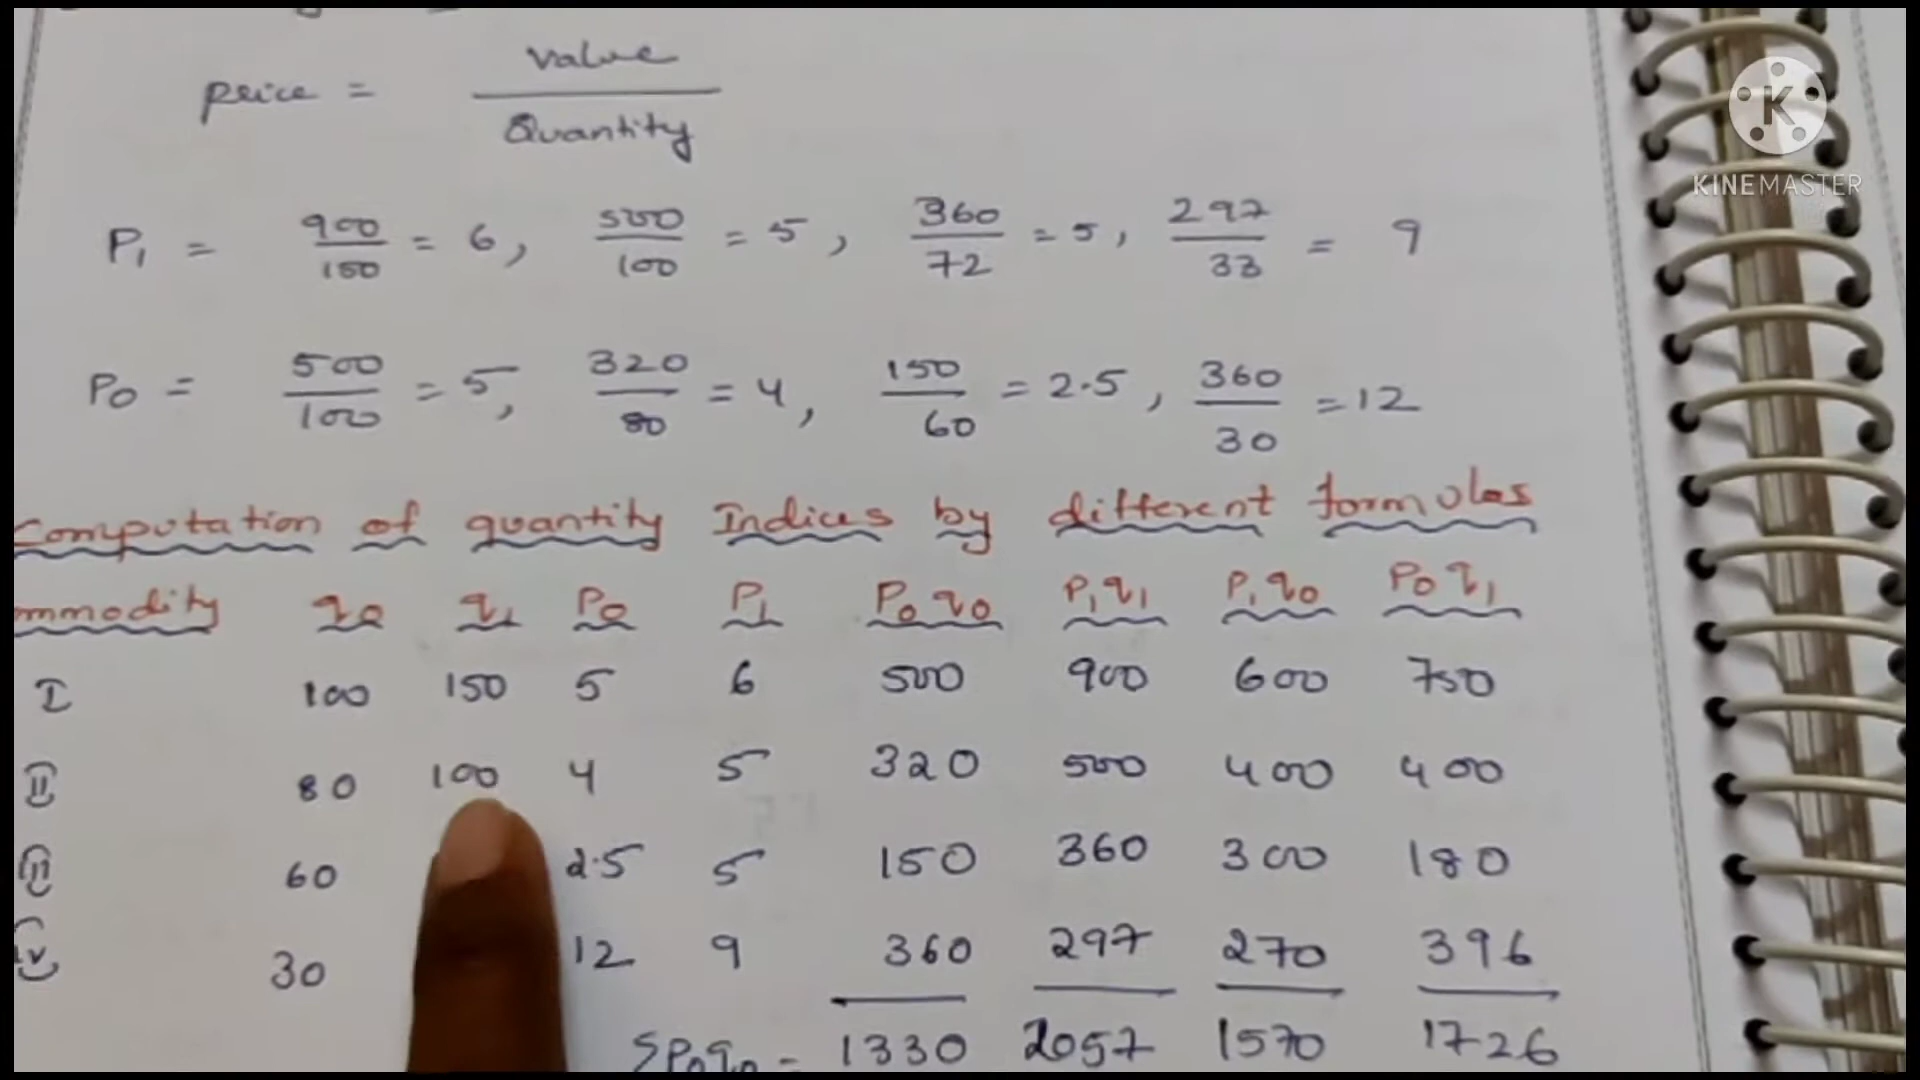 price = value / Quantity
P₁ = 900/150 = 6, 500/100 = 5, 360/72 = 5, 297/33 = 9
P₀ = 500/100 = 5, 320/80 = 4, 150/60 = 2.5, 360/30 = 12
Computation of quantity Indices by different formulas
ommodity q₀ q₁ P₀ P₁ P₀q₀ P₁q₁ P₁q₀ P₀q₁
I 100 150 5 6 500 900 600 750
II 80 100 4 5 320 500 400 400
III 60 2.5 5 150 360 300 180
IV 30 12 9 360 297 270 396
ΣP₀q₀ = 1330 2057 1570 1726
KINEMASTER